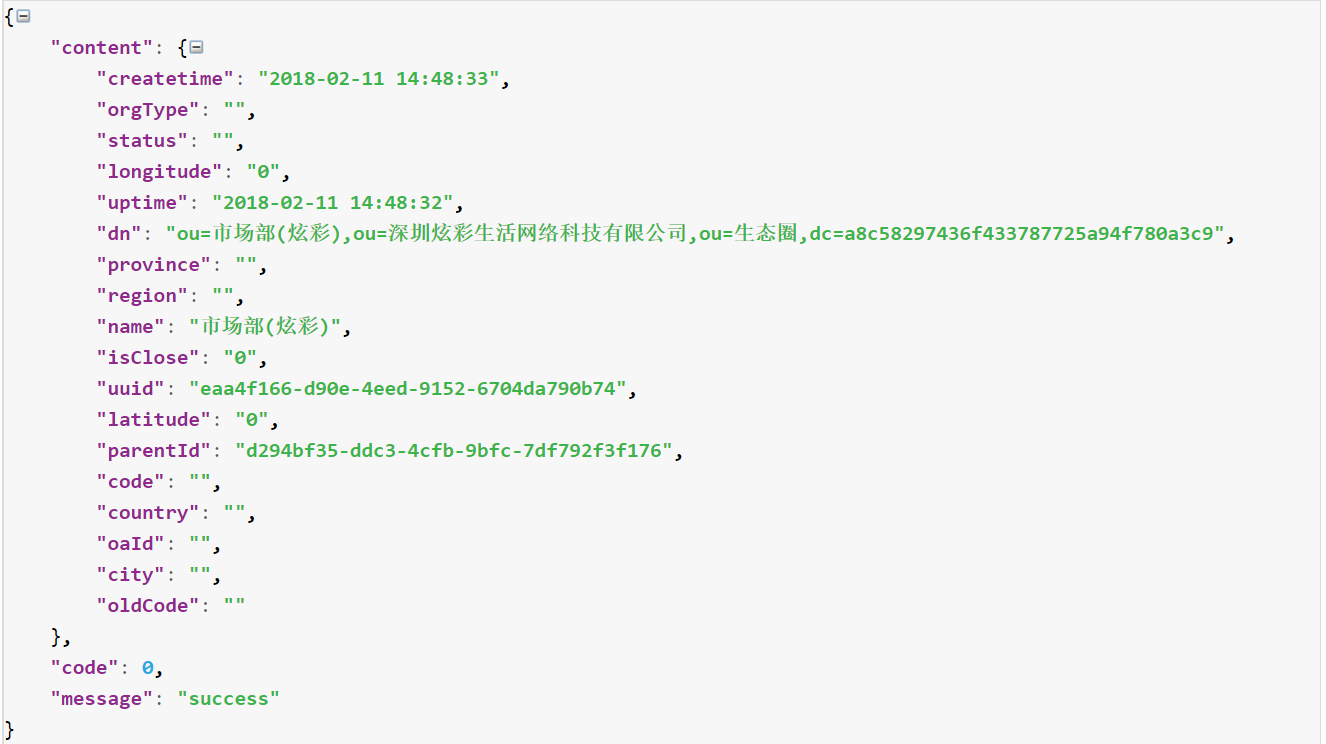 {
"content": {
"createtime": "2018-02-11 14:48:33",
"orgType": "",
"status": "",
"longitude": "0",
"uptime": "2018-02-11 14:48:32",
"dn": "ou=市场部(炫彩),ou=深圳炫彩生活网络科技有限公司,ou=生态圈,dc=a8c58297436f433787725a94f780a3c9",
"province": "",
"region": "",
"name": "市场部(炫彩)",
"isClose": "0",
"uuid": "eaa4f166-d90e-4eed-9152-6704da790b74",
"latitude": "0",
"parentId": "d294bf35-ddc3-4cfb-9bfc-7df792f3f176",
"code": "",
"country": "",
"oaId": "",
"city": "",
"oldCode": ""
},
"code": 0,
"message": "success"
}